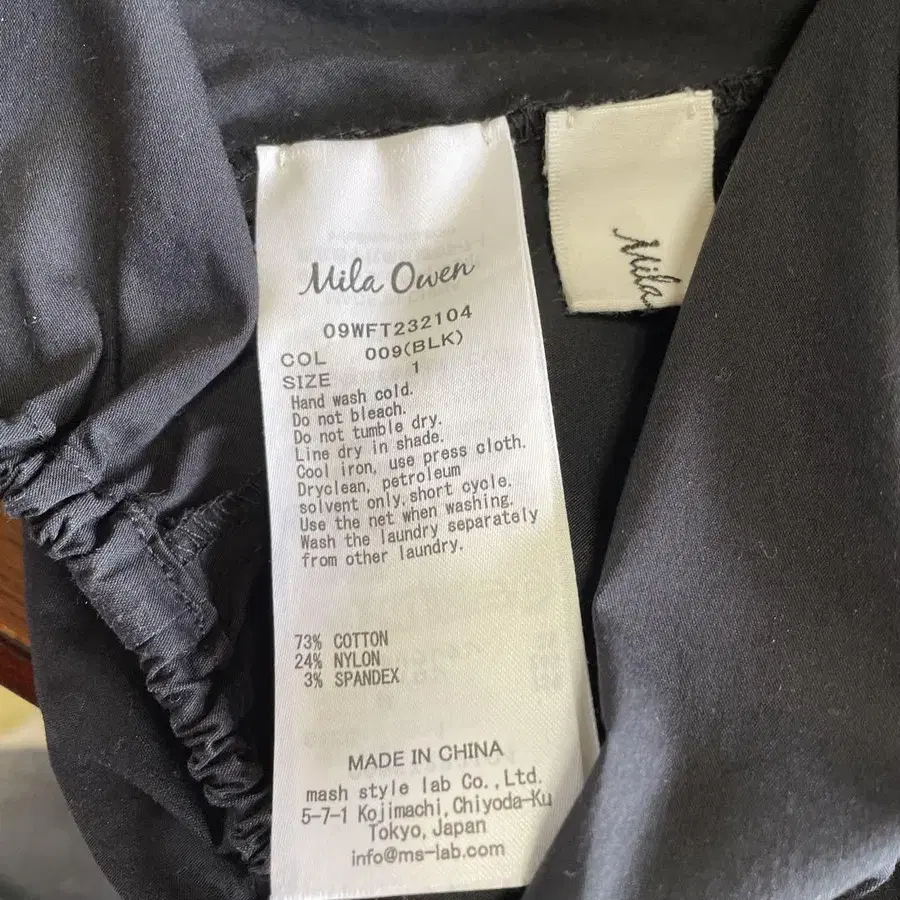 Mila Owen
09WFT232104
COL 009(BLK)
SIZE 1
Hand wash cold.
Do not bleach.
Do not tumble dry.
Line dry in shade.
Cool iron, use press cloth.
Dryclean, petroleum
solvent only, short cycle.
Use the net when washing.
Wash the laundry separately
from other laundry.
73% COTTON
24% NYLON
3% SPANDEX
MADE IN CHINA
mash style lab Co.,Ltd.
5-7-1 Kojimachi,Chiyoda-Ku
Tokyo,Japan
info@ms-lab.com
Mila